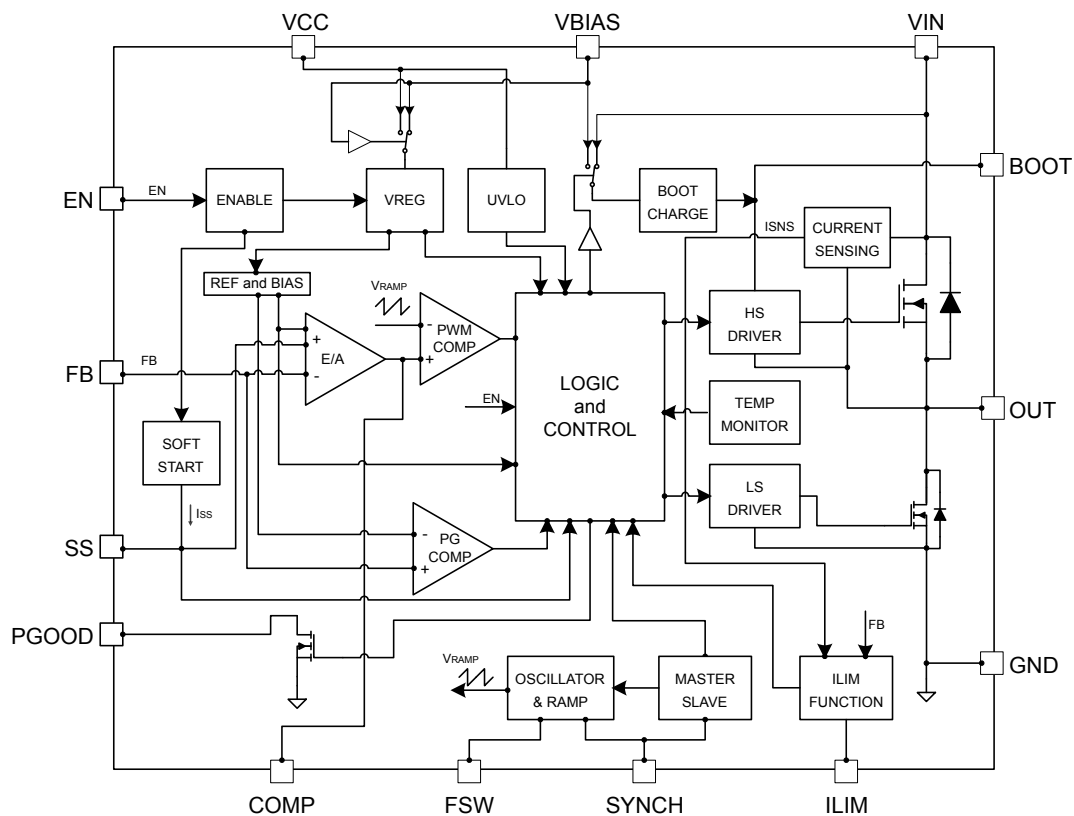 VCC
VBIAS
VIN
EN
EN
ENABLE
VREG
UVLO
BOOT
CHARGE
BOOT
ISNS
CURRENT
SENSING
REF and BIAS
VRAMP
-
+
PWM
COMP
HS
DRIVER
+
-
E/A
FB
FB
LOGIC
and
CONTROL
EN
TEMP
MONITOR
OUT
SOFT
START
ISS
LS
DRIVER
SS
-
+
PG
COMP
PGOOD
FB
VRAMP
OSCILLATOR
& RAMP
MASTER
SLAVE
ILIM
FUNCTION
GND
COMP
FSW
SYNCH
ILIM